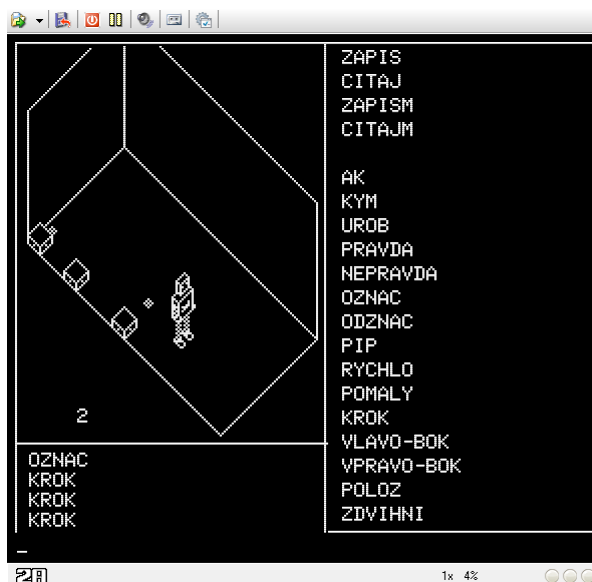 ZAPIS
CITAJ
ZAPISM
CITAJM
AK
KYM
UROB
PRAVDA
NEPRAVDA
OZNAC
ODZNAC
PIP
RYCHLO
POMALY
KROK
VLAVO-BOK
VPRAVO-BOK
POLOZ
ZDVIHNI
2
OZNAC
KROK
KROK
KROK
_
1x 4%